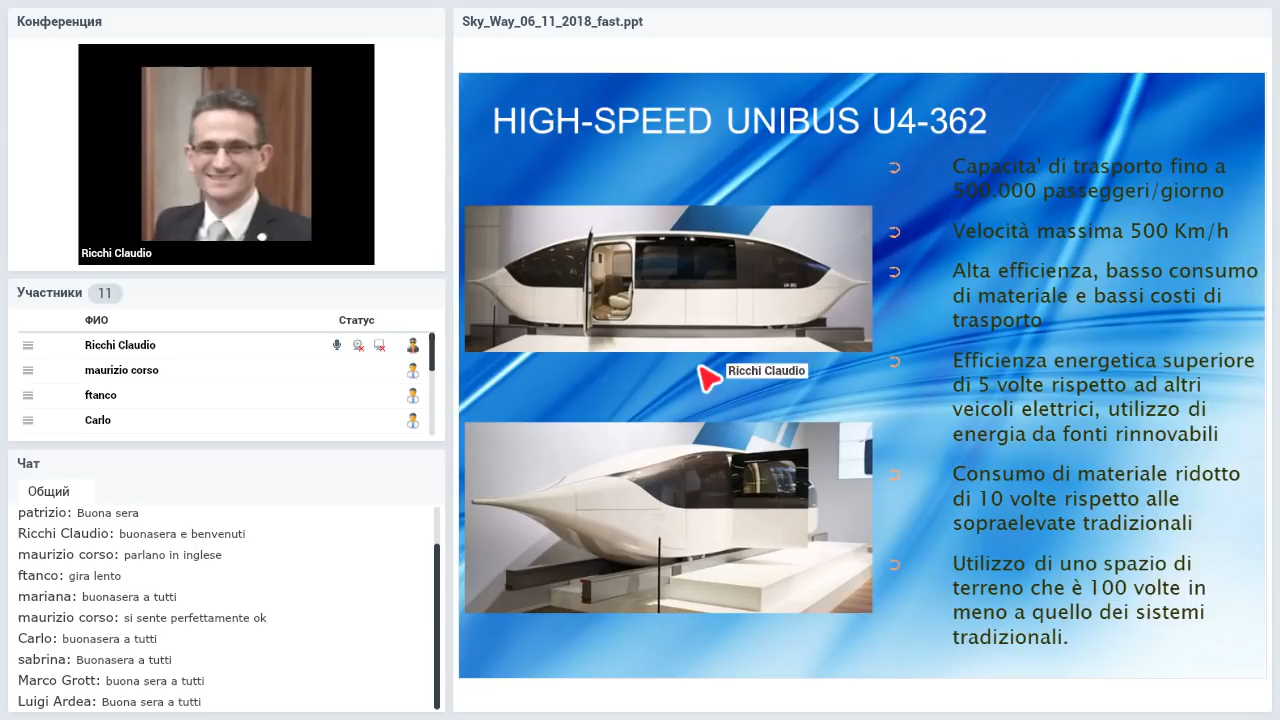 Конференция
Ricchi Claudio
Участники 11
ФИО Статус
Ricchi Claudio
maurizio corso
ftanco
Carlo
Чат
Общий
patrizio: Buona sera
Ricchi Claudio: buonasera e benvenuti
maurizio corso: parlano in inglese
ftanco: gira lento
mariana: buonasera a tutti
maurizio corso: si sente perfettamente ok
Carlo: buonasera a tutti
sabrina: Buonasera a tutti
Marco Grott: buona sera a tutti
Luigi Ardea: Buona sera a tutti
Sky_Way_06_11_2018_fast.ppt
HIGH-SPEED UNIBUS U4-362
Capacita' di trasporto fino a
500.000 passeggeri/giorno
Velocità massima 500 Km/h
Alta efficienza, basso consumo
di materiale e bassi costi di
trasporto
Efficienza energetica superiore
di 5 volte rispetto ad altri
veicoli elettrici, utilizzo di
energia da fonti rinnovabili
Consumo di materiale ridotto
di 10 volte rispetto alle
sopraelevate tradizionali
Utilizzo di uno spazio di
terreno che è 100 volte in
meno a quello dei sistemi
tradizionali.
Ricchi Claudio